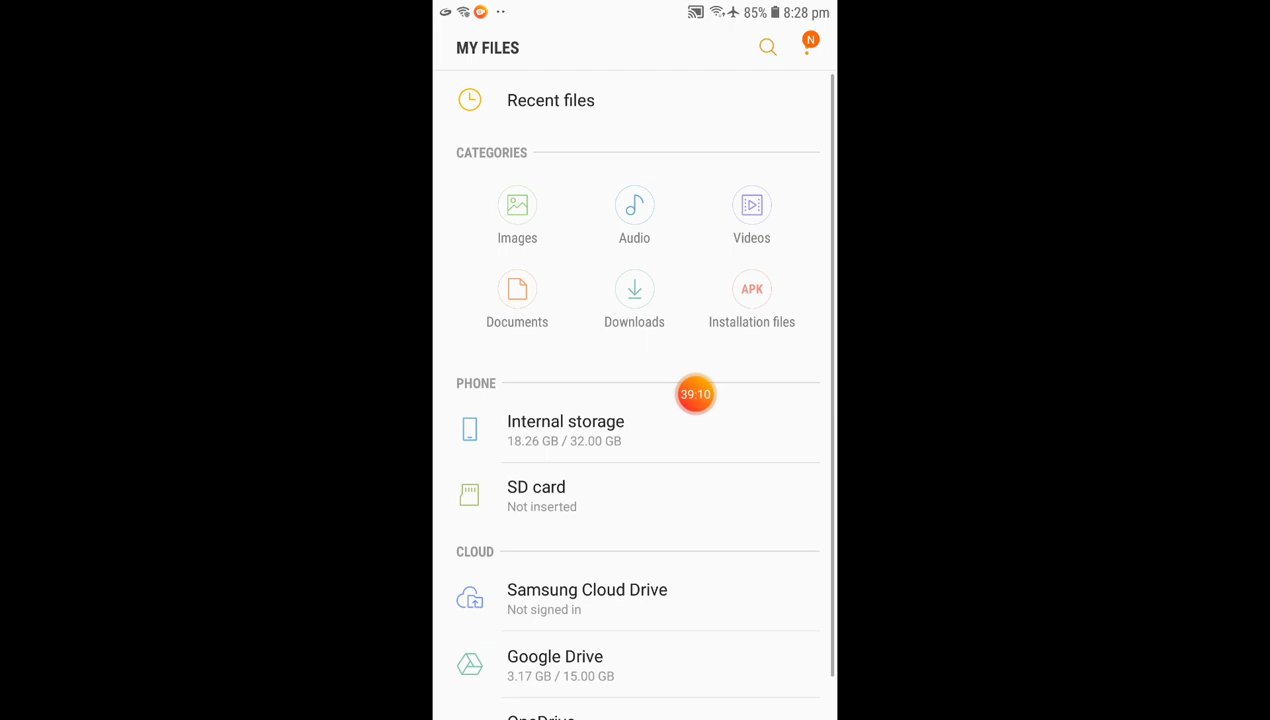 85% 8:28 pm
MY FILES
N
Recent files
CATEGORIES
Images Audio Videos
APK
Documents Downloads Installation files
PHONE
39:10
Internal storage
18.26 GB / 32.00 GB
SD card
Not inserted
CLOUD
Samsung Cloud Drive
Not signed in
Google Drive
3.17 GB / 15.00 GB
OneDrive